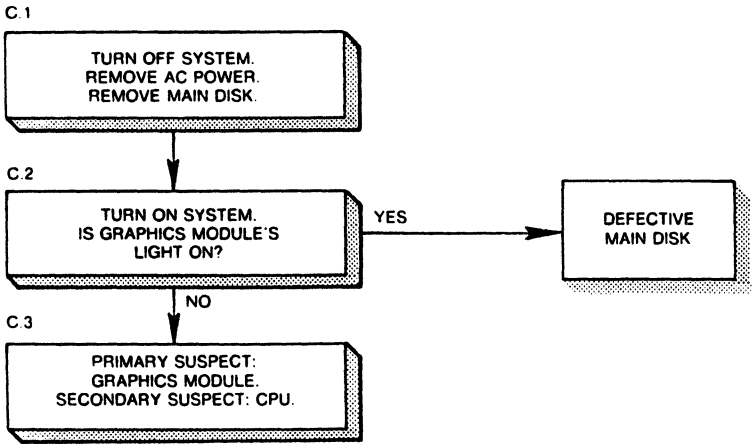 C.1
TURN OFF SYSTEM.
REMOVE AC POWER.
REMOVE MAIN DISK.
C.2
TURN ON SYSTEM.
IS GRAPHICS MODULE'S
LIGHT ON?
YES
DEFECTIVE
MAIN DISK
NO
C.3
PRIMARY SUSPECT:
GRAPHICS MODULE.
SECONDARY SUSPECT: CPU.